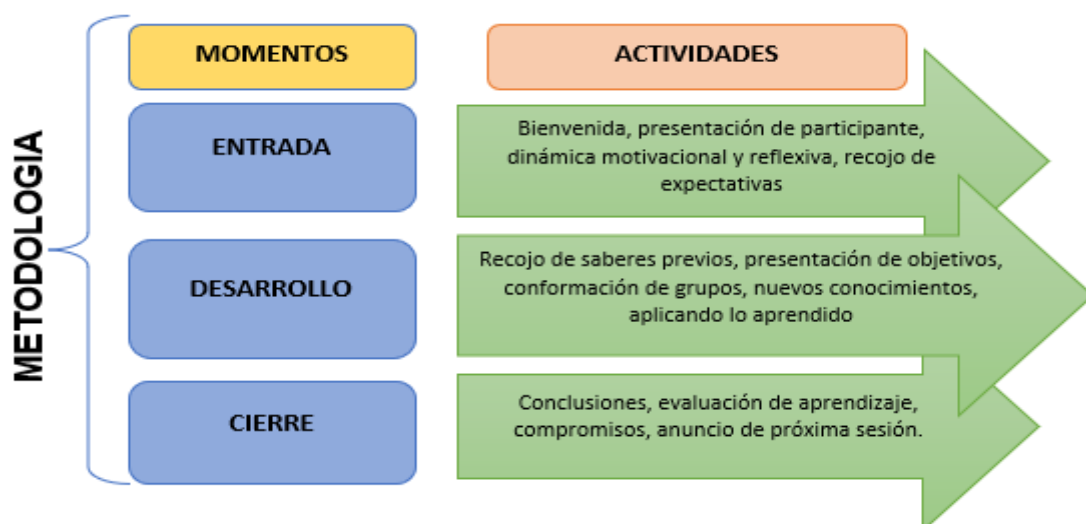 METODOLOGIA
MOMENTOS
ACTIVIDADES
ENTRADA
Bienvenida, presentación de participante,
dinámica motivacional y reflexiva, recojo de
expectativas
DESARROLLO
Recojo de saberes previos, presentación de objetivos,
conformación de grupos, nuevos conocimientos,
aplicando lo aprendido
CIERRE
Conclusiones, evaluación de aprendizaje,
compromisos, anuncio de próxima sesión.